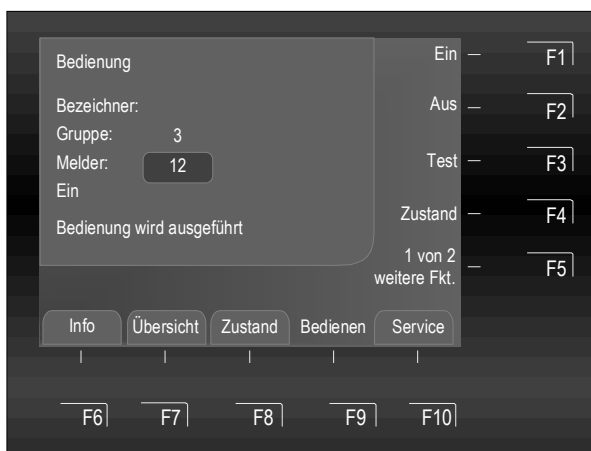 Bedienung
Bezeichner:
Gruppe: 3
Melder: 12
Ein
Bedienung wird ausgeführt
Ein F1
Aus F2
Test F3
Zustand F4
1 von 2
weitere Fkt. F5
Info Übersicht Zustand Bedienen Service
F6 F7 F8 F9 F10